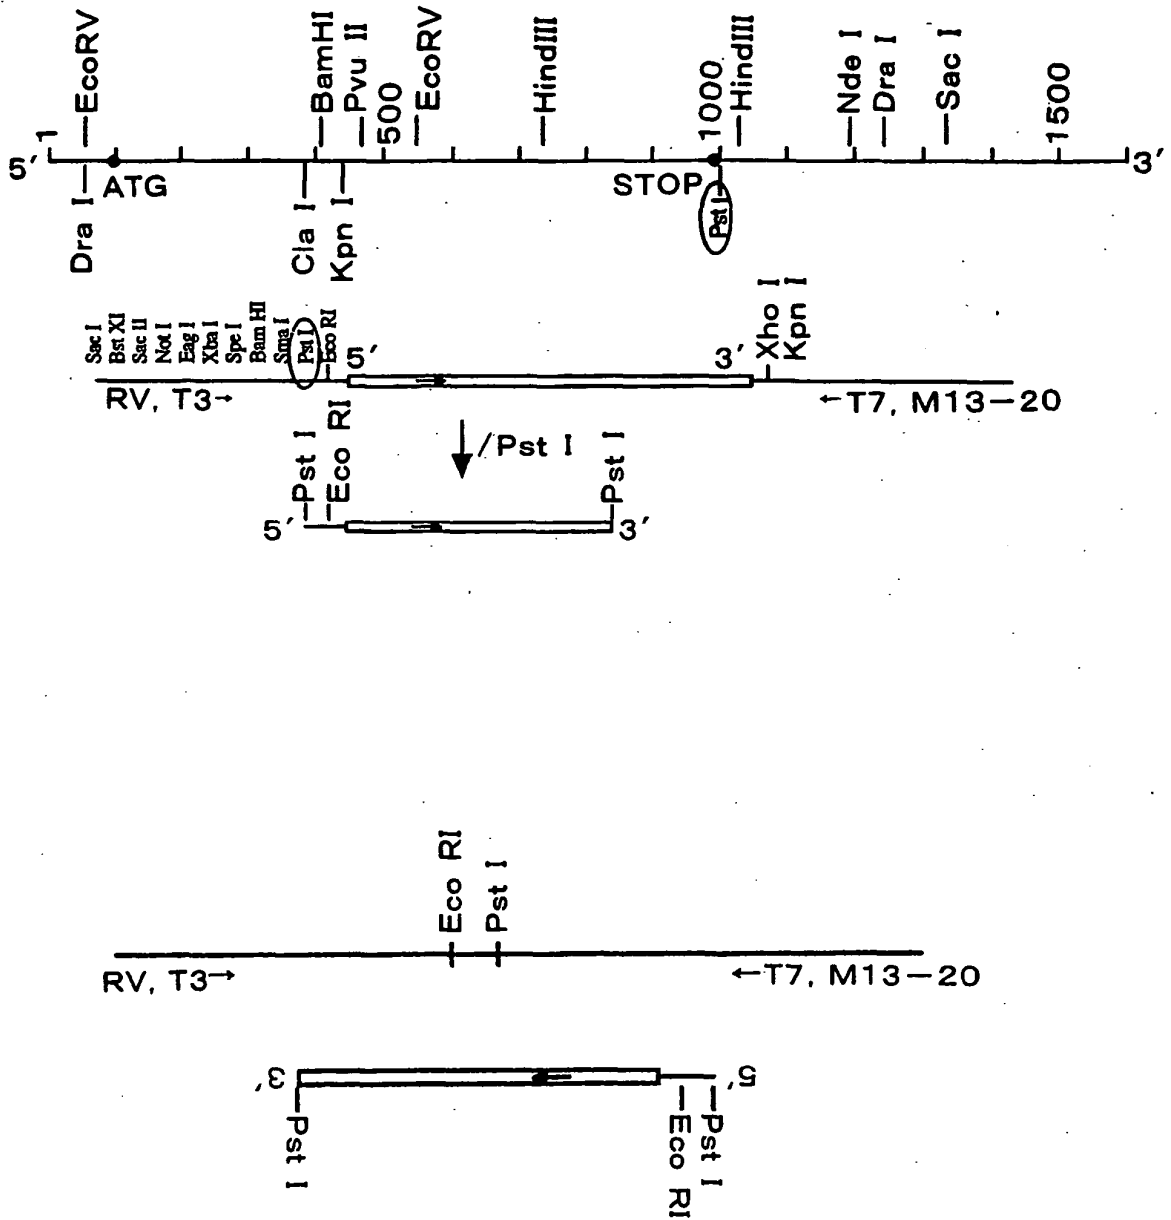 1 EcoRV BamHI Pvu II 500 EcoRV HindIII 1000 HindIII Nde I Dra I Sac I 1500
5' 3'
ATG STOP
Dra I Cla I Kpn I Pst I
Sac I Bst XI Sac II Not I Eag I Xba I Spe I Bam HI Sma I Pst I Eco RI 5' 3' Xho I Kpn I
RV, T3→ ←T7, M13-20
/Pst I
Pst I Eco RI Pst I
5' 3'
Eco RI Pst I
RV, T3→ ←T7, M13-20
3' 5'
Pst I Eco RI Pst I